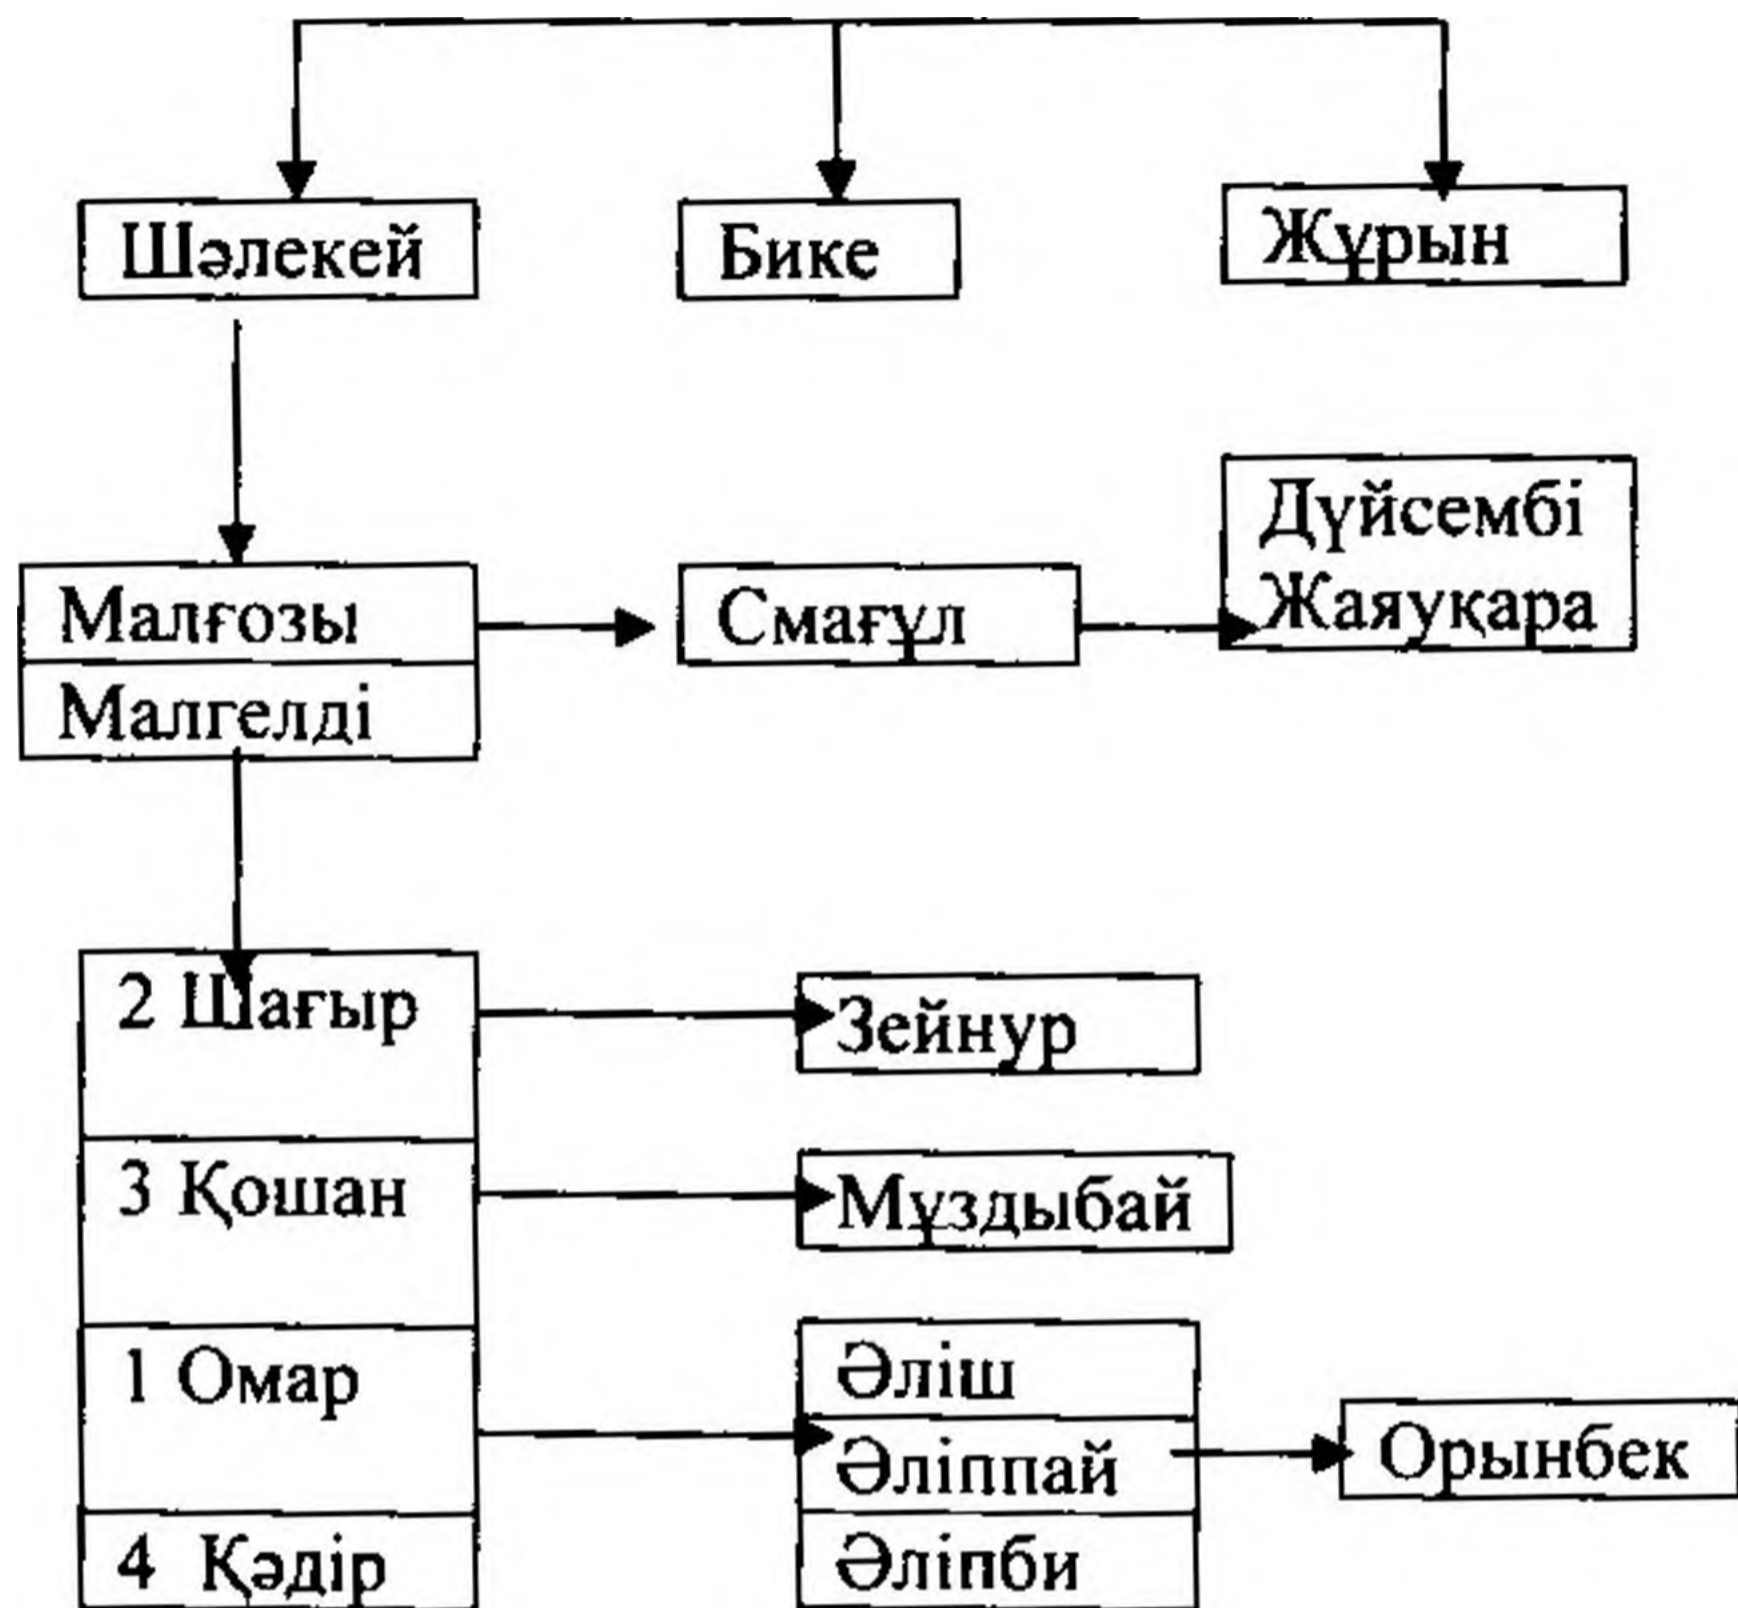 Шәлекей
Бике
Жұрын
Малғозы
Малгелді
Смағұл
Дүйсембі
Жаяуқара
2 Шағыр
Зейнур
3 Қошан
Мұздыбай
1 Омар
Әліш
Әліппай
Әліпби
Орынбек
4 Қәдір